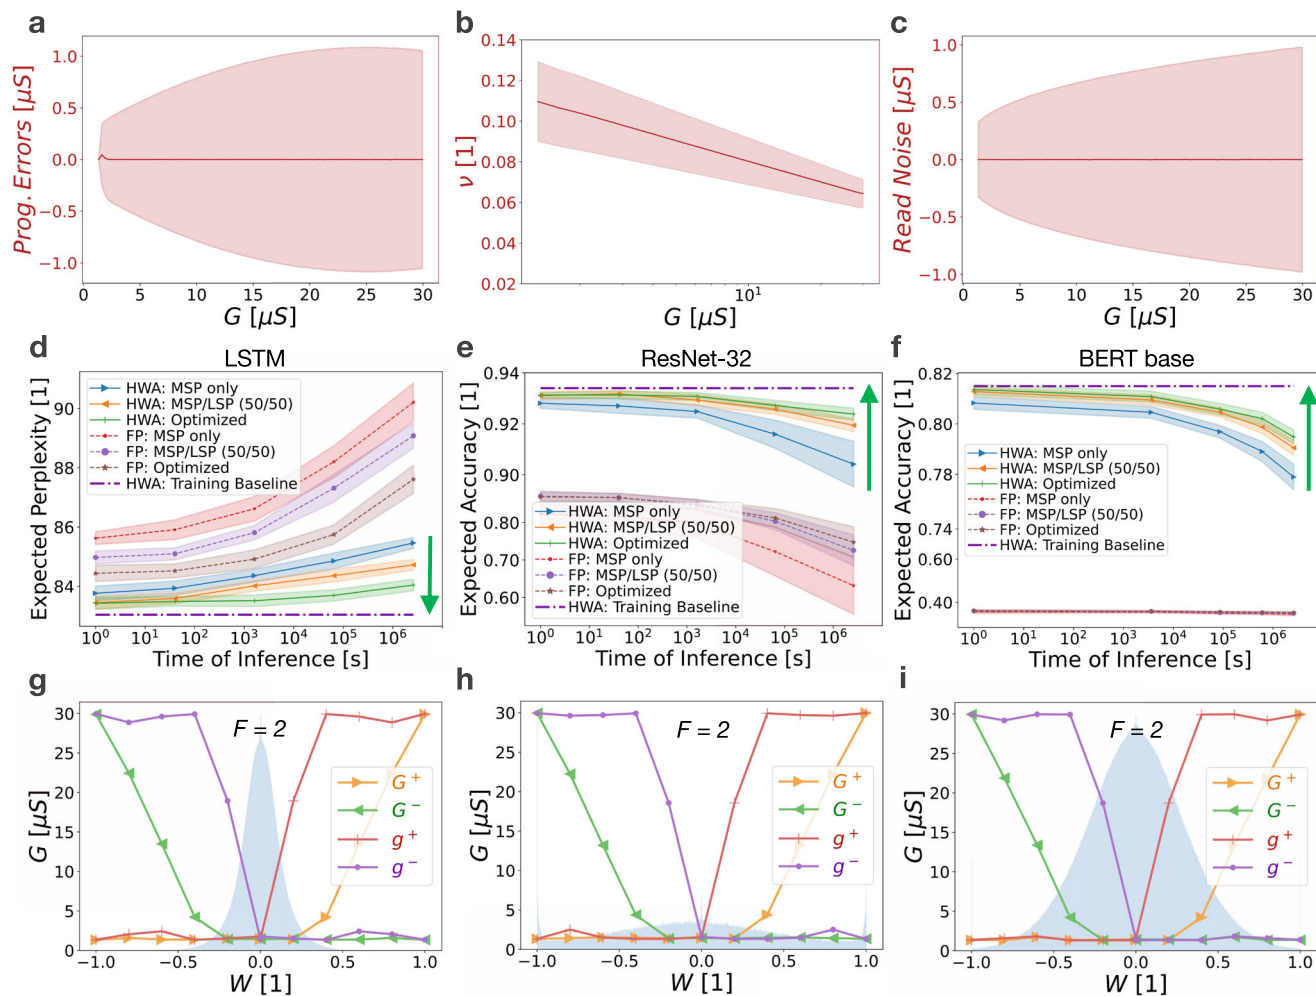 a
b
c
Prog. Errors [μS]
1.0
0.5
0.0
−0.5
−1.0
0 5 10 15 20 25 30
G [μS]
ν [1]
0.14
0.12
0.10
0.08
0.06
0.04
0.02
10¹
G [μS]
Read Noise [μS]
1.0
0.5
0.0
−0.5
−1.0
0 5 10 15 20 25 30
G [μS]
d
LSTM
Expected Perplexity [1]
90
88
86
84
HWA: MSP only
HWA: MSP/LSP (50/50)
HWA: Optimized
FP: MSP only
FP: MSP/LSP (50/50)
FP: Optimized
HWA: Training Baseline
10⁰ 10¹ 10² 10³ 10⁴ 10⁵ 10⁶
Time of Inference [s]
e
ResNet-32
Expected Accuracy [1]
0.94
0.92
0.90
0.80
0.70
0.60
HWA: MSP only
HWA: MSP/LSP (50/50)
HWA: Optimized
FP: MSP only
FP: MSP/LSP (50/50)
FP: Optimized
HWA: Training Baseline
10⁰ 10¹ 10² 10³ 10⁴ 10⁵ 10⁶
Time of Inference [s]
f
BERT base
Expected Accuracy [1]
0.82
0.80
0.78
0.74
0.60
0.40
HWA: MSP only
HWA: MSP/LSP (50/50)
HWA: Optimized
FP: MSP only
FP: MSP/LSP (50/50)
FP: Optimized
HWA: Training Baseline
10⁰ 10¹ 10² 10³ 10⁴ 10⁵ 10⁶
Time of Inference [s]
g
G [μS]
30
25
20
15
10
5
0
F = 2
G⁺
G⁻
g⁺
g⁻
−1.0 −0.5 0.0 0.5 1.0
W [1]
h
G [μS]
30
25
20
15
10
5
0
F = 2
G⁺
G⁻
g⁺
g⁻
−1.0 −0.5 0.0 0.5 1.0
W [1]
i
G [μS]
30
25
20
15
10
5
0
F = 2
G⁺
G⁻
g⁺
g⁻
−1.0 −0.5 0.0 0.5 1.0
W [1]